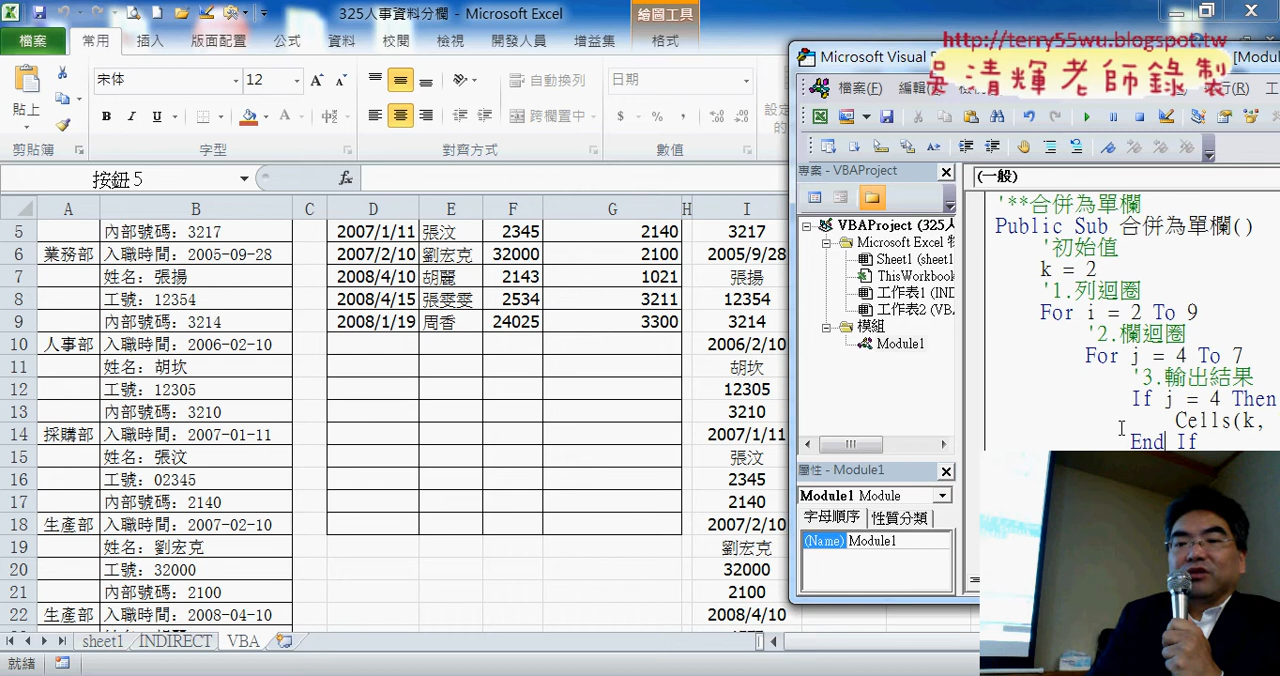 325人事資料分欄 - Microsoft Excel
繪圖工具
檔案 常用 插入 版面配置 公式 資料 校閱 檢視 開發人員 增益集 格式
http://terry55wu.blogspot.tw
吳清輝老師錄製
Microsoft Visual
[Modul
檔案(F) 編輯
行(R) 工
貼上
宋体 12
自動換列
日期
B I U
跨欄置中
剪貼簿 字型 對齊方式 數值
按鈕 5
fx
專案 - VBAProject
(一般)
A B C D E F G H I
5 內部號碼：3217 2007/1/11 張汶 2345 2140 3217
6 業務部 入職時間：2005-09-28 2007/2/10 劉宏克 32000 2100 2005/9/28
7 姓名：張揚 2008/4/10 胡麗 2143 1021 張揚
8 工號：12354 2008/4/15 張雯雯 2534 3211 12354
9 內部號碼：3214 2008/1/19 周香 24025 3300 3214
10 人事部 入職時間：2006-02-10 2006/2/10
11 姓名：胡坎 胡坎
12 工號：12305 12305
13 內部號碼：3210 3210
14 採購部 入職時間：2007-01-11 2007/1/11
15 姓名：張汶 張汶
16 工號：02345 2345
17 內部號碼：2140 2140
18 生產部 入職時間：2007-02-10 2007/2/10
19 姓名：劉宏克 劉宏克
20 工號：32000 32000
21 內部號碼：2100 2100
22 生產部 入職時間：2008-04-10 2008/4/10
VBAProject (325人
Microsoft Excel 物
Sheet1 (sheet1
ThisWorkbook
工作表1 (IND
工作表2 (VBA
模組
Module1
屬性 - Module1
Module1 Module
字母順序 性質分類
(Name) Module1
'**合併為單欄
Public Sub 合併為單欄()
'初始值
k = 2
'1.列迴圈
For i = 2 To 9
'2.欄迴圈
For j = 4 To 7
'3.輸出結果
If j = 4 Then
Cells(k,
End If
sheet1 INDIRECT VBA
就緒